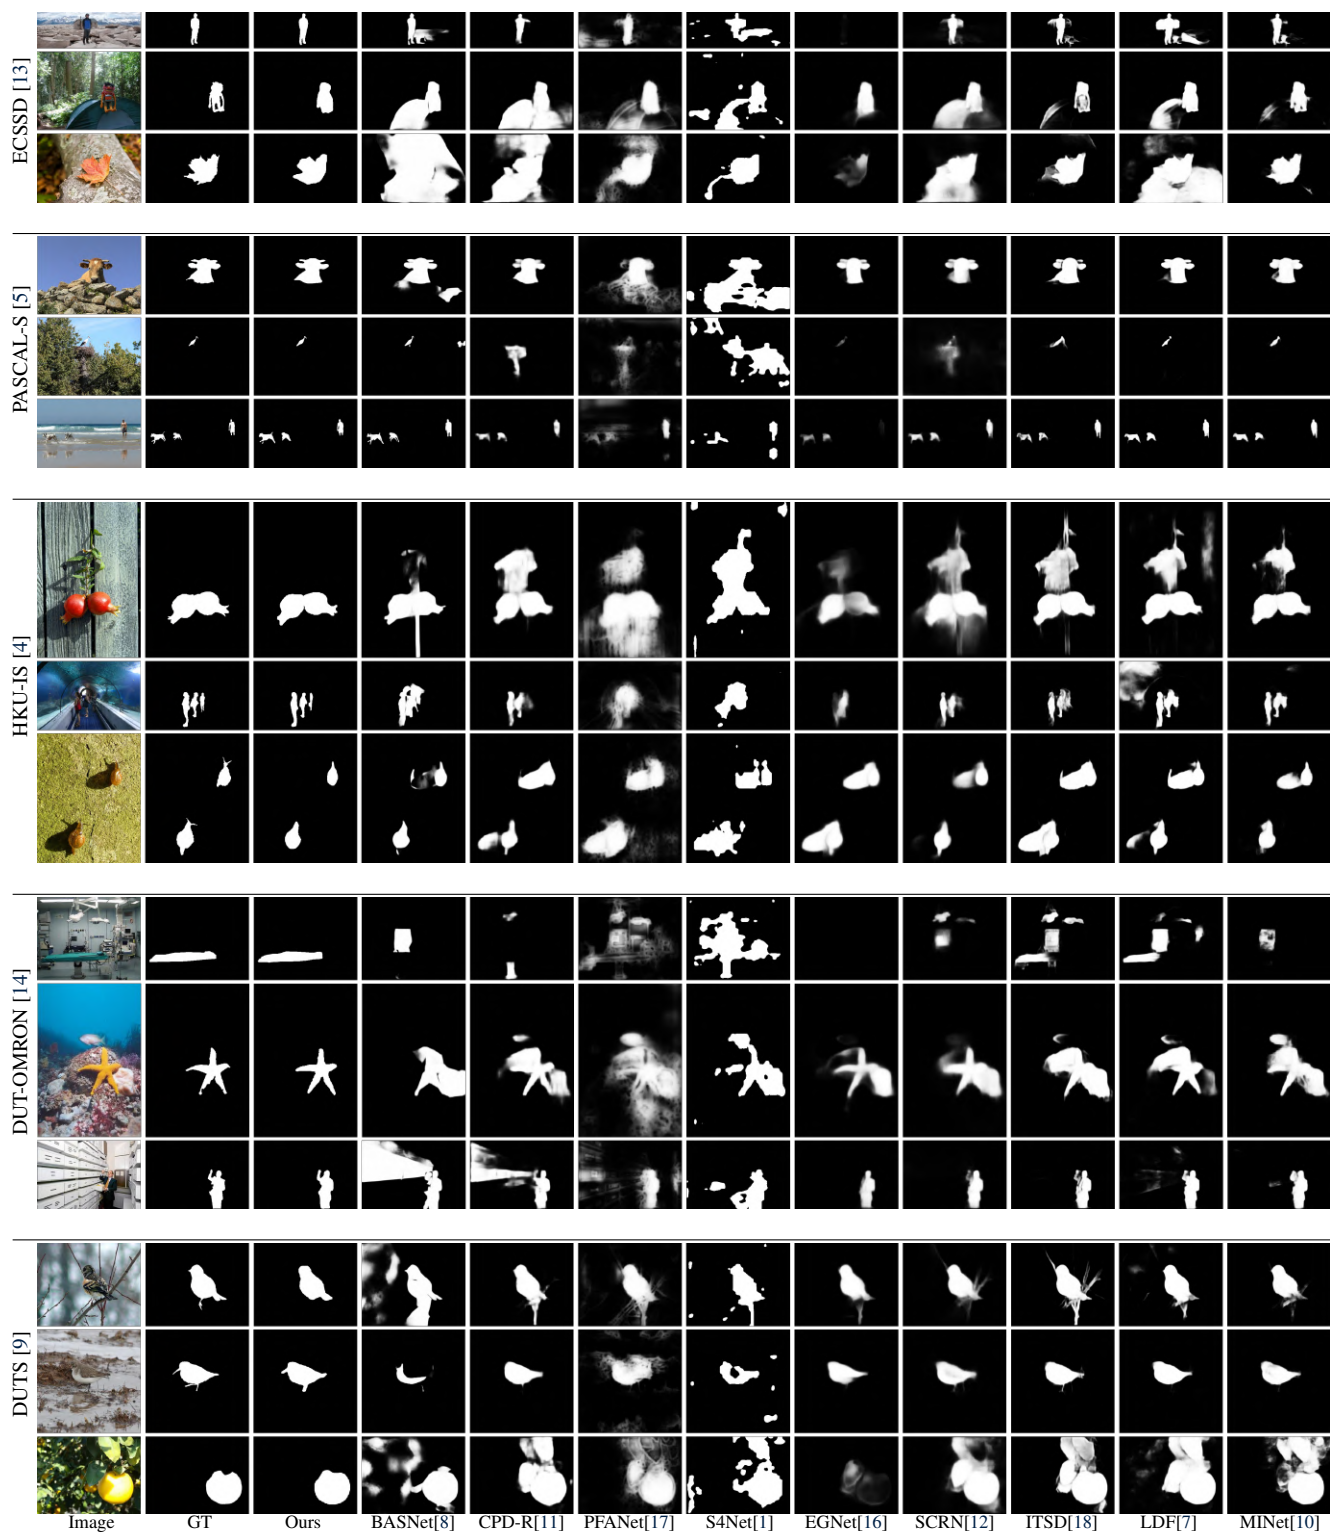 ECSSD [13]
PASCAL-S [5]
HKU-IS [4]
DUT-OMRON [14]
DUTS [9]
Image GT Ours BASNet[8] CPD-R[11] PFANet[17] S4Net[1] EGNet[16] SCRN[12] ITSD[18] LDF[7] MINet[10]